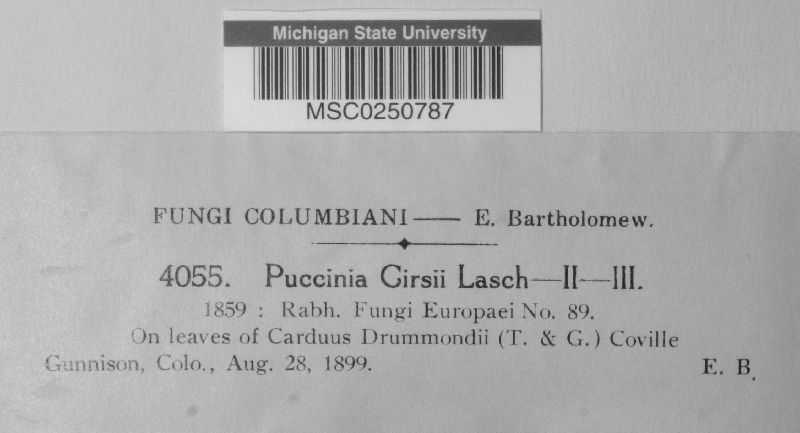 Michigan State University
MSC0250787
FUNGI COLUMBIANI — E. Bartholomew.
4055. Puccinia Cirsii Lasch—II—III.
1859 : Rabh. Fungi Europaei No. 89.
On leaves of Carduus Drummondii (T. & G.) Coville
Gunnison, Colo., Aug. 28, 1899. E. B.